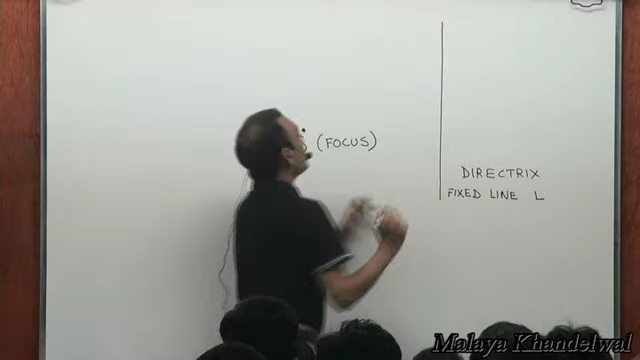 (FOCUS)
DIRECTRIX
FIXED LINE L
Malaya Khandelwal